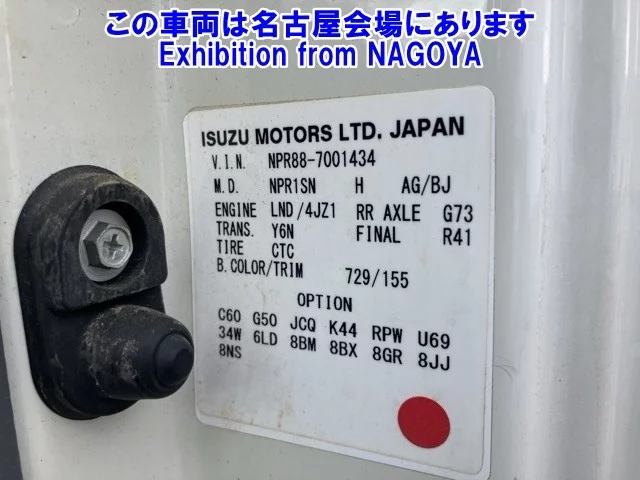 この車両は名古屋会場にあります
Exhibition from NAGOYA
ISUZU MOTORS LTD. JAPAN
V.I.N. NPR88-7001434
M.D. NPR1SN H AG/BJ
ENGINE LND/4JZ1 RR AXLE G73
TRANS. Y6N FINAL R41
TIRE CTC
B.COLOR/TRIM 729/155
OPTION
C60 G50 JCQ K44 RPW U69
34W 6LD 8BM 8BX 8GR 8JJ
8NS